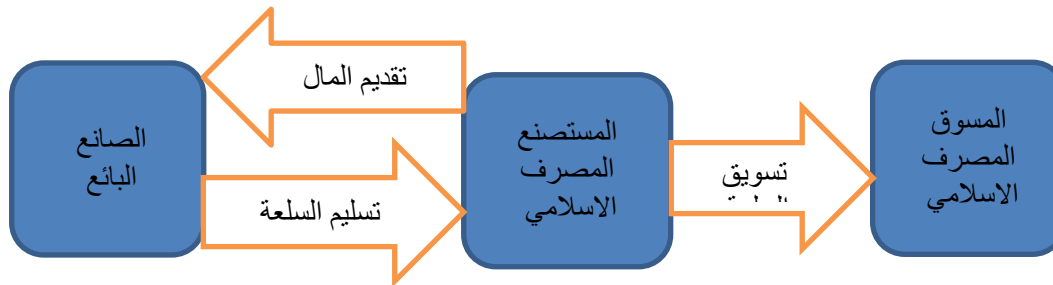 المسوق
المصرف
الاسلامي
تسويق
المستصنع
المصرف
الاسلامي
تقديم المال
تسليم السلعة
الصانع
البائع